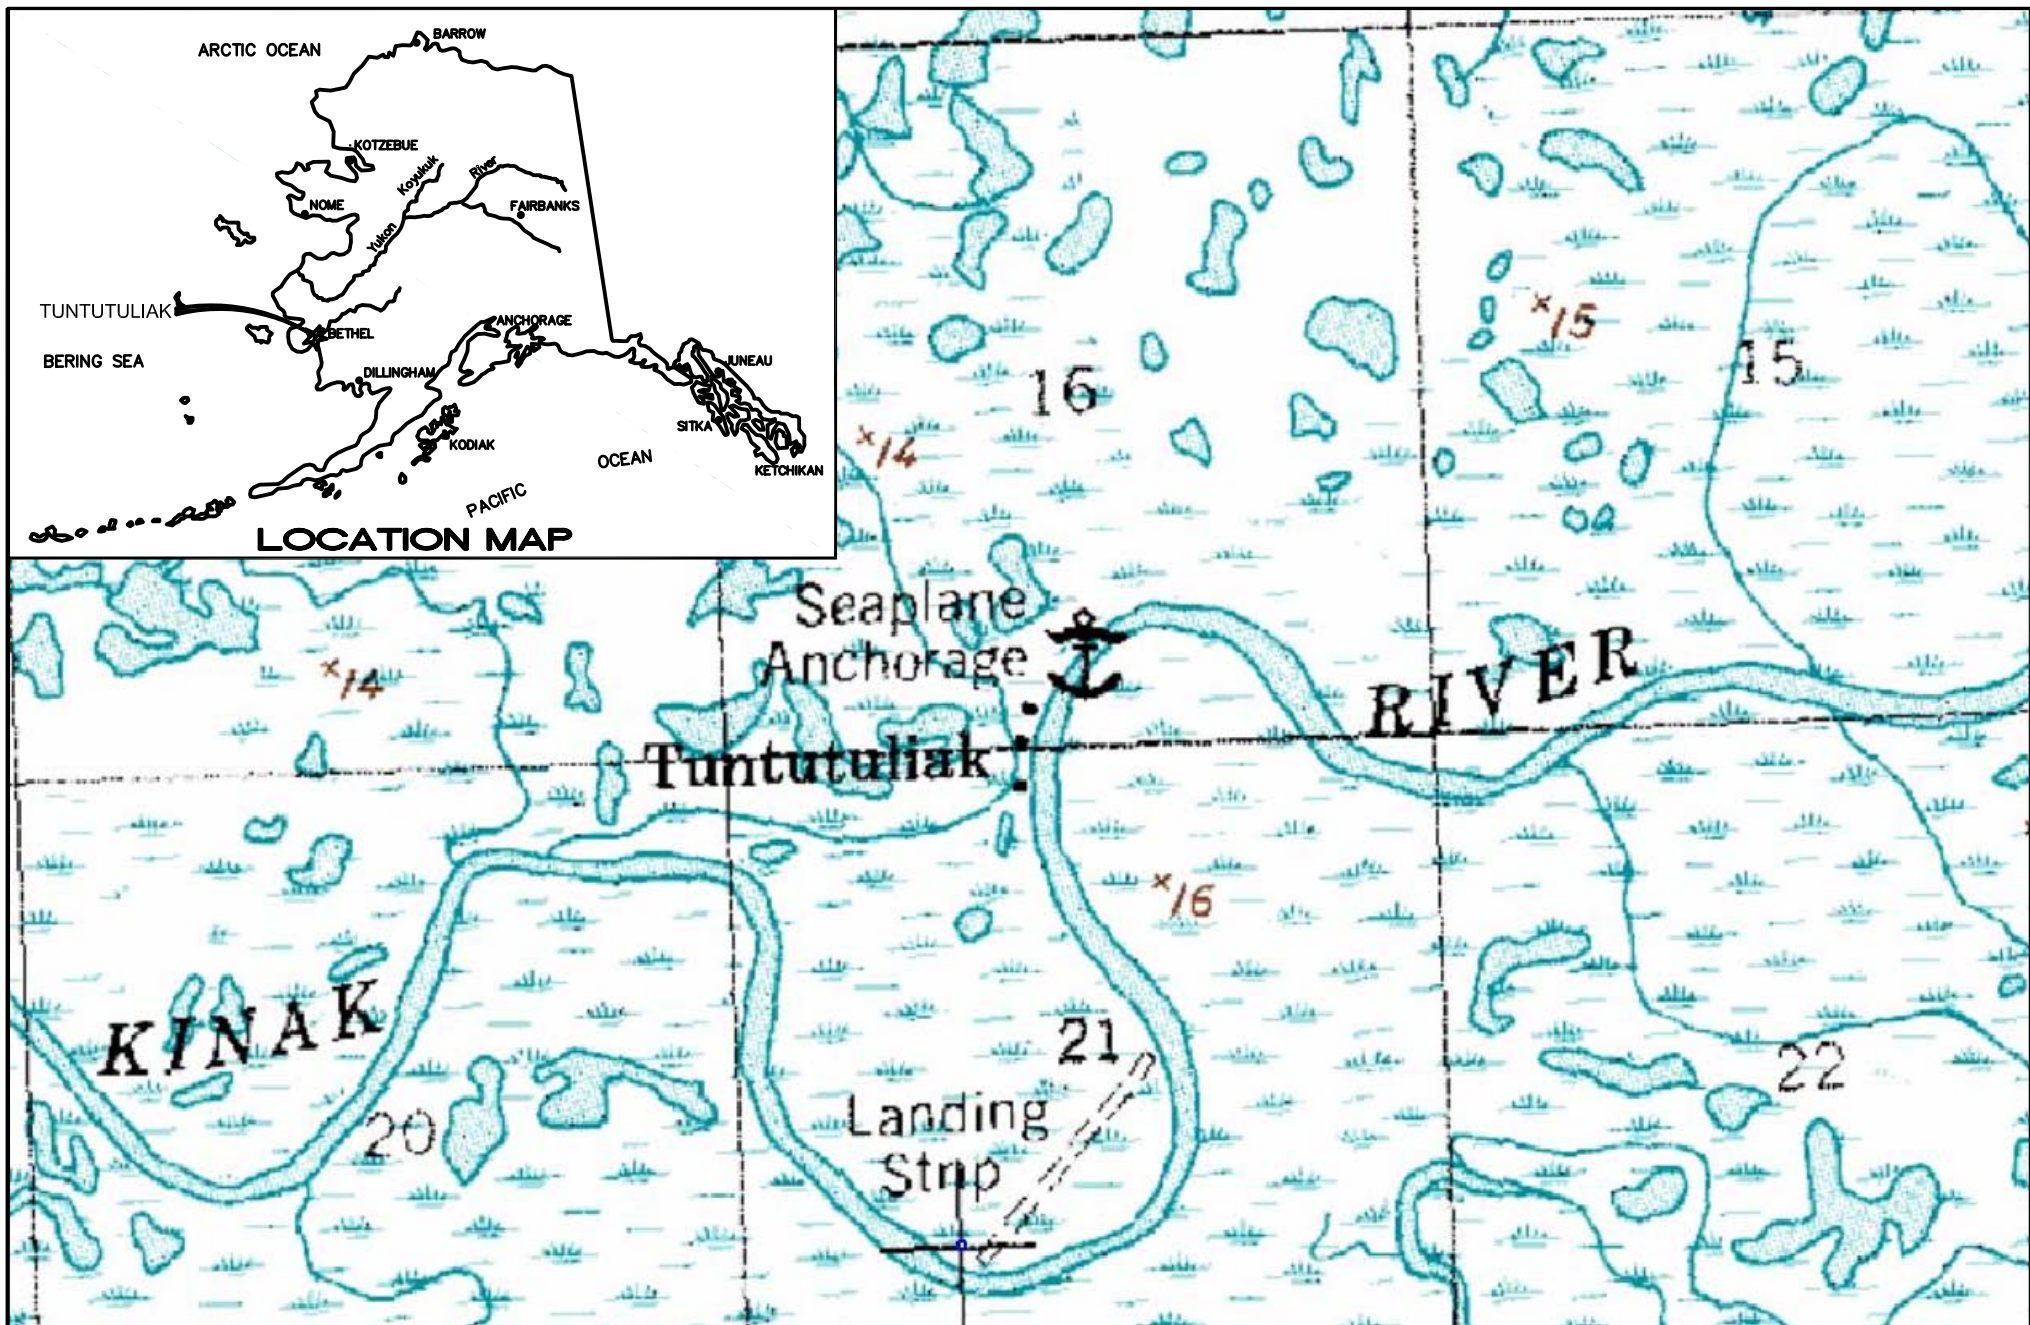 ARCTIC OCEAN
BARROW
KOTZEBUE
Koyukuk
River
NOME
FAIRBANKS
Yukon
TUNTUTULIAK
BETHEL
ANCHORAGE
BERING SEA
DILLINGHAM
JUNEAU
SITKA
KODIAK
OCEAN
KETCHIKAN
PACIFIC
LOCATION MAP
×15
15
16
×14
Seaplane
Anchorage
×14
RIVER
Tuntutuliak
×16
KINAK
21
22
20
Landing
Strip